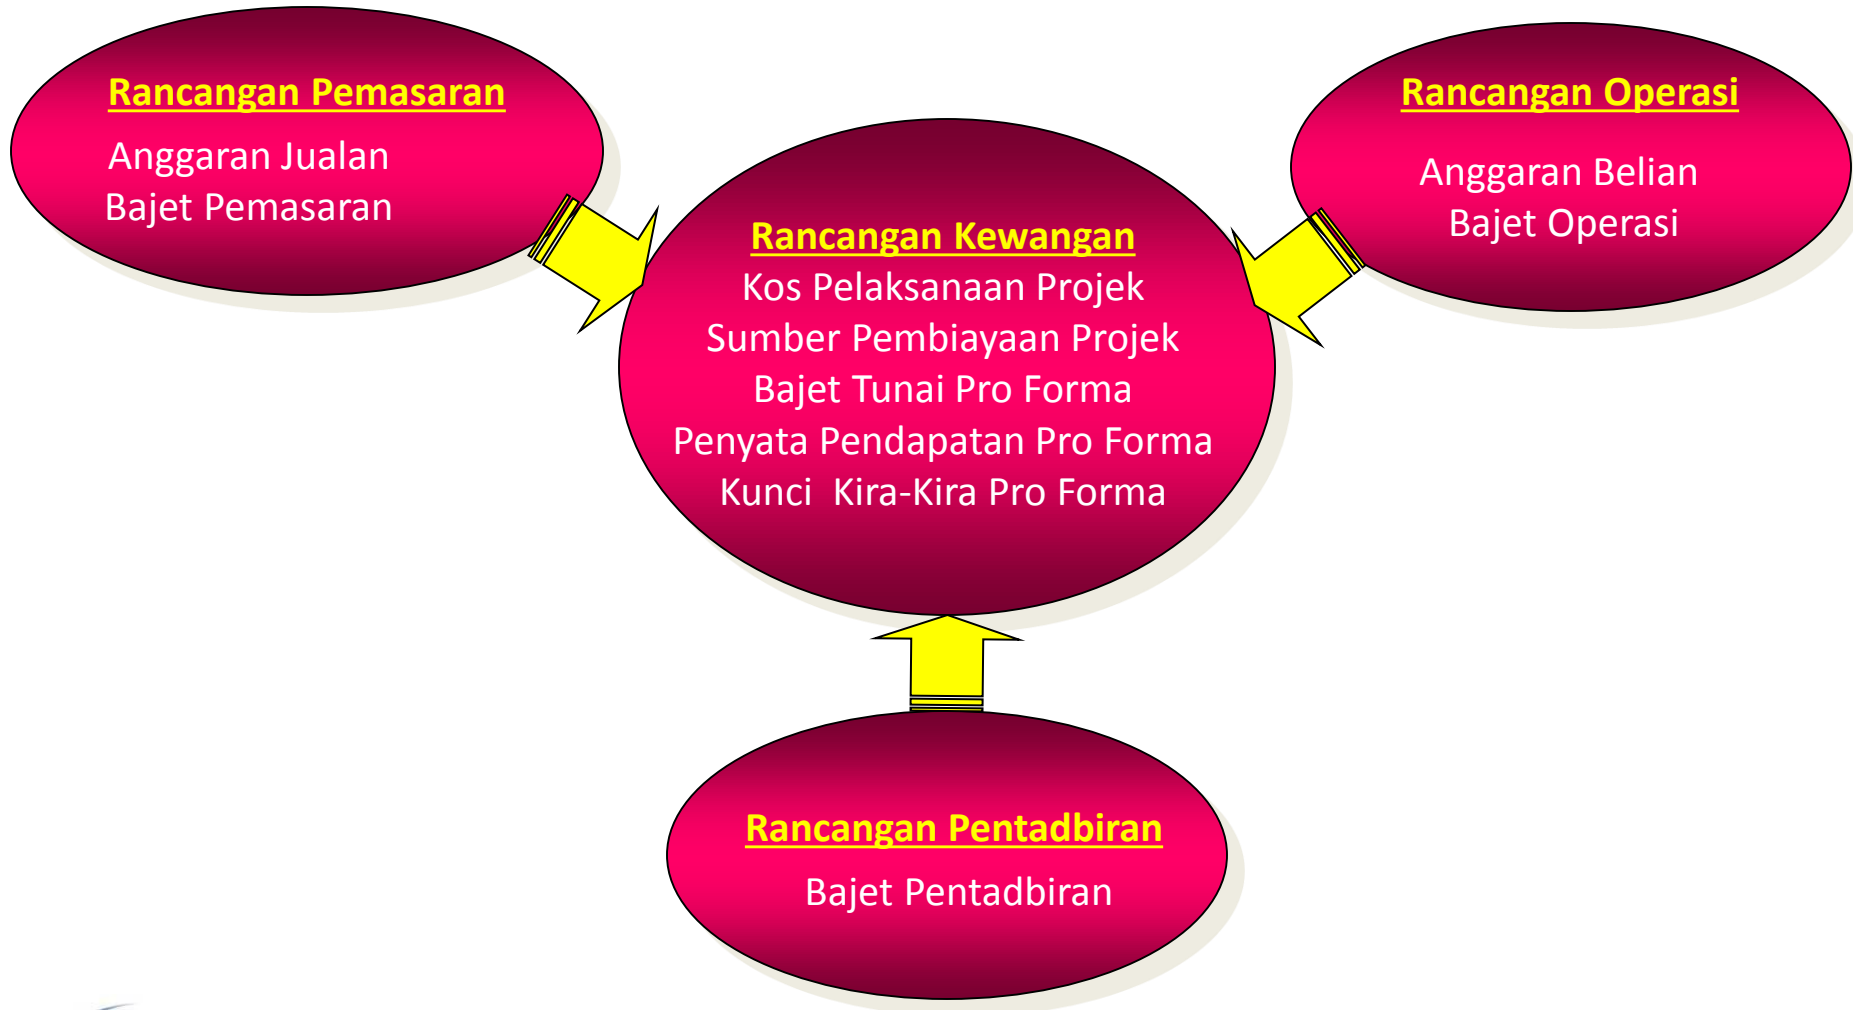 Rancangan Pemasaran
Anggaran Jualan
Bajet Pemasaran
Rancangan Operasi
Anggaran Belian
Bajet Operasi
Rancangan Kewangan
Kos Pelaksanaan Projek
Sumber Pembiayaan Projek
Bajet Tunai Pro Forma
Penyata Pendapatan Pro Forma
Kunci  Kira-Kira Pro Forma
Rancangan Pentadbiran
Bajet Pentadbiran